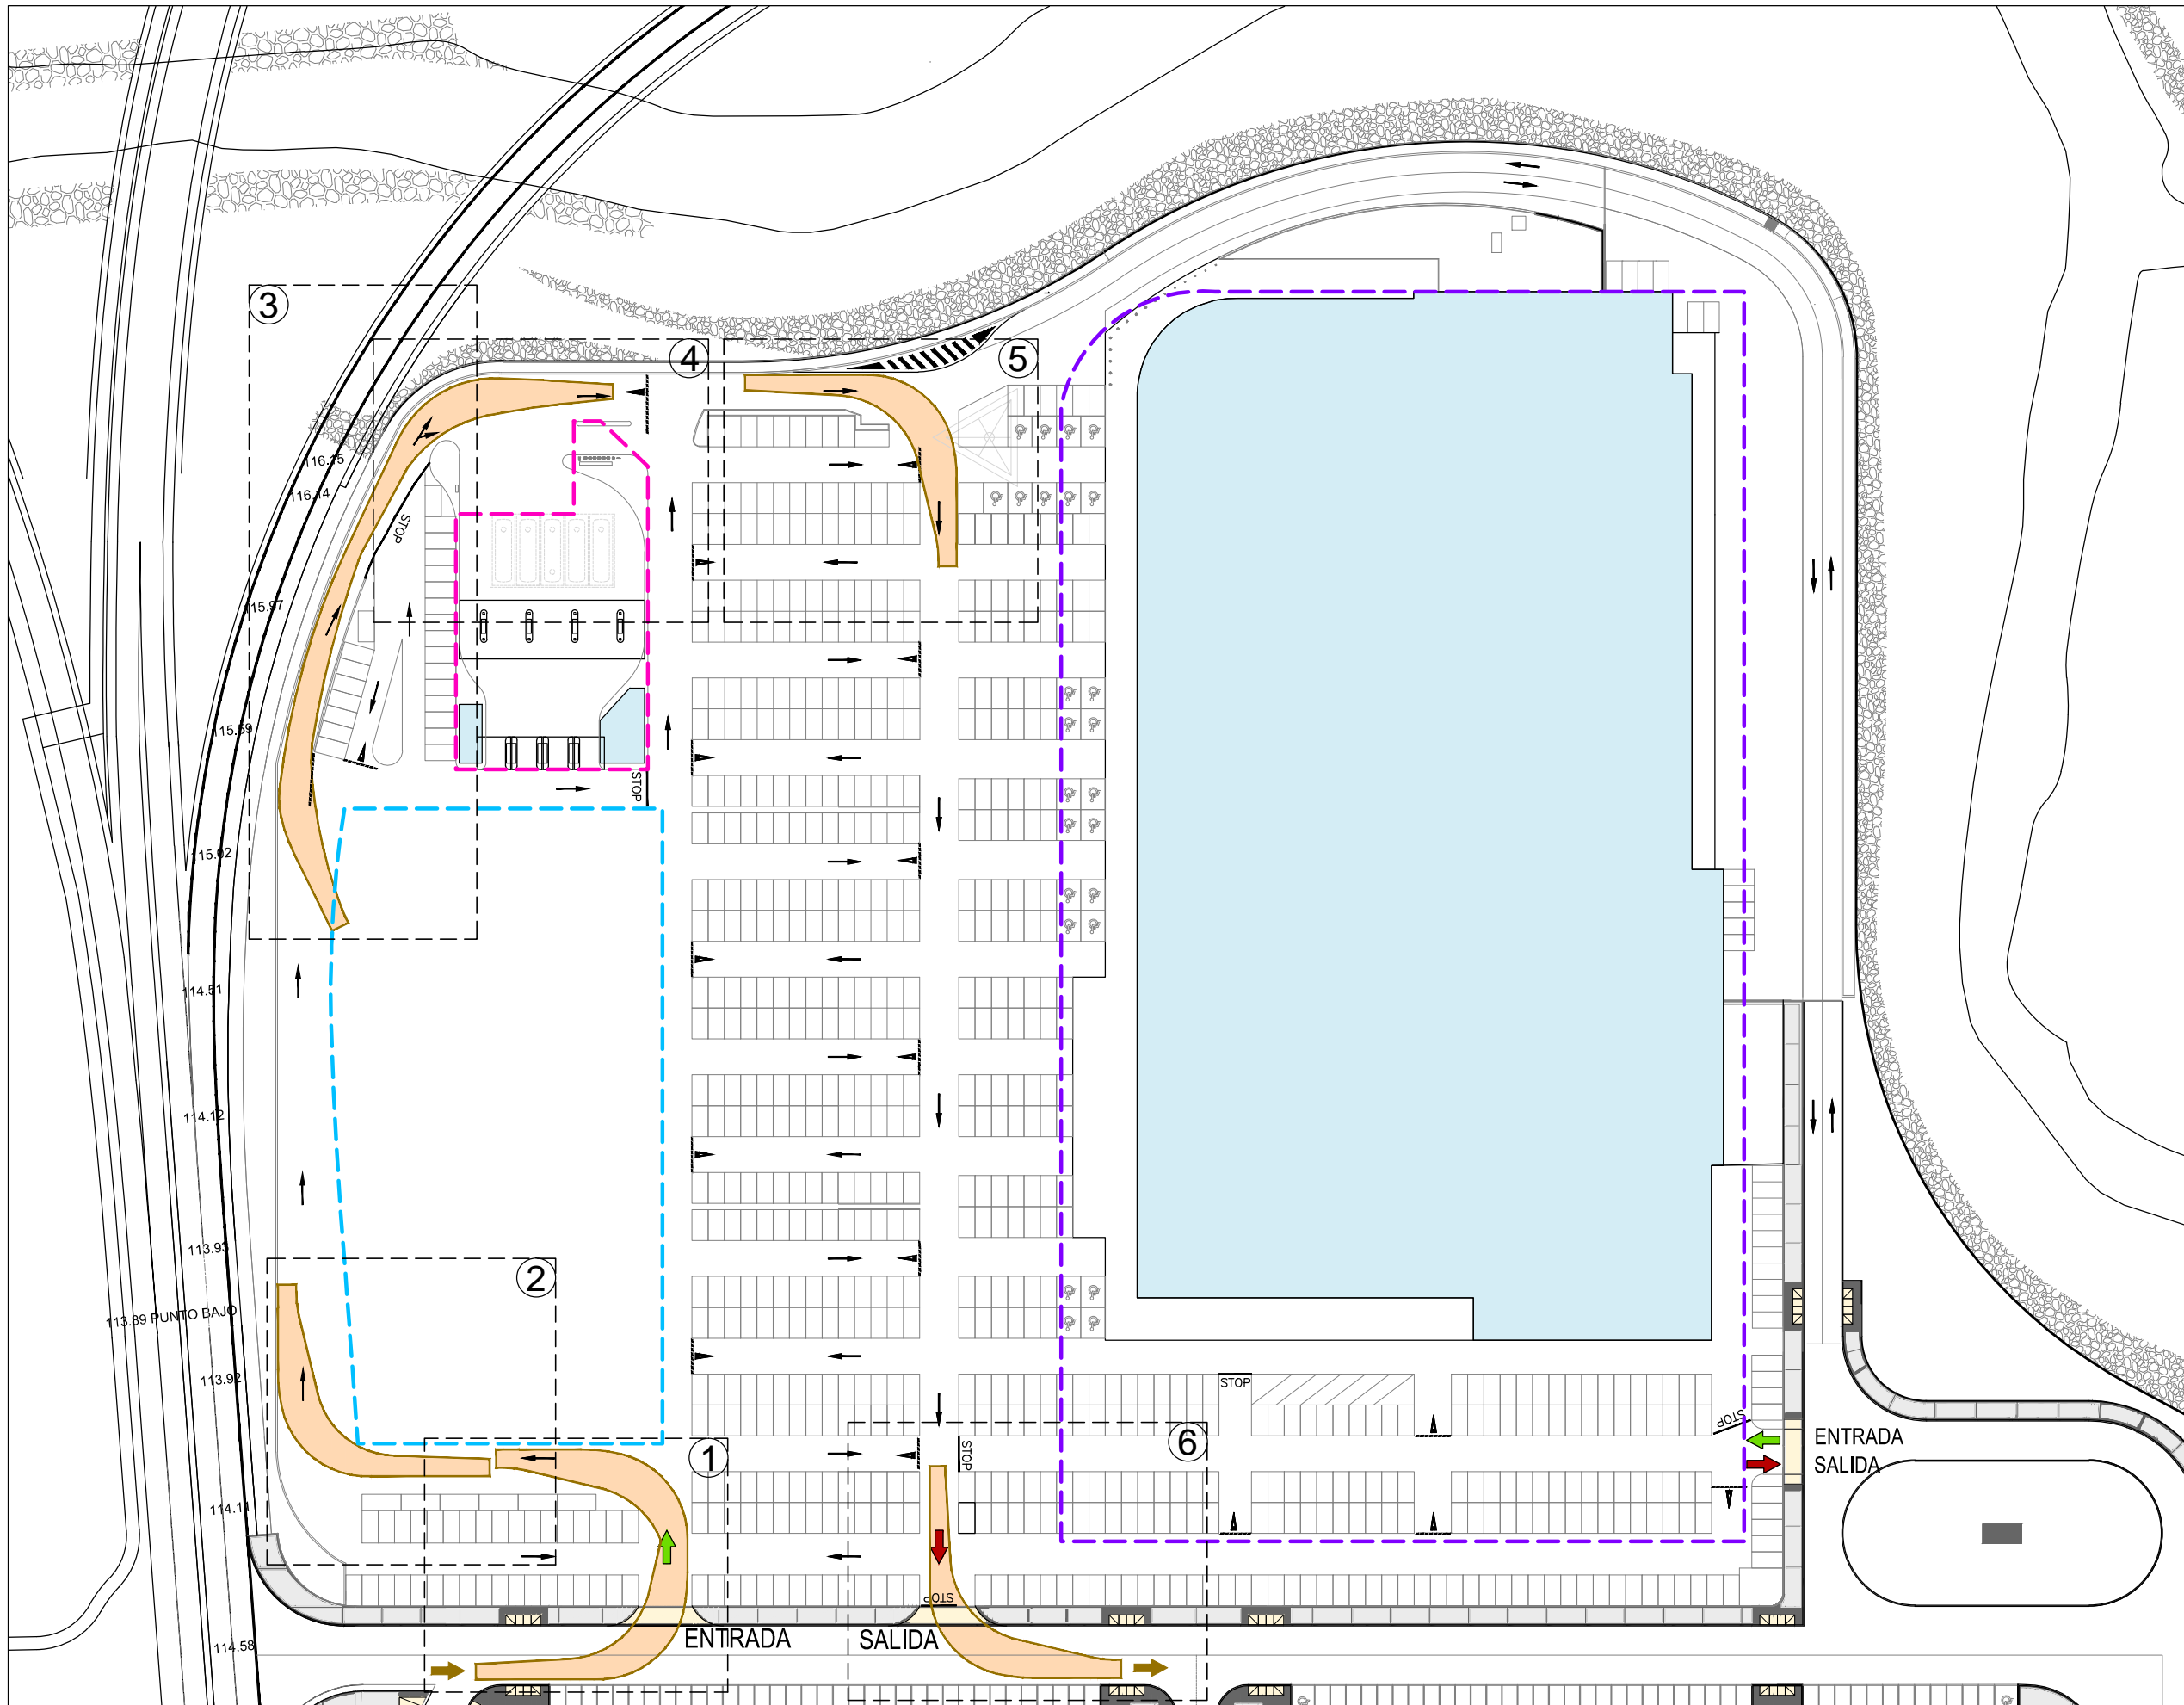 3
4
5
116.15
116.14
STOP
115.97
115.59
STOP
115.02
114.51
114.12
113.93
2
113.89 PUNTO BAJO
113.92
STOP
STOP
1
6
STOP
ENTRADA
SALIDA
114.11
STOP
ENTRADA
SALIDA
114.58